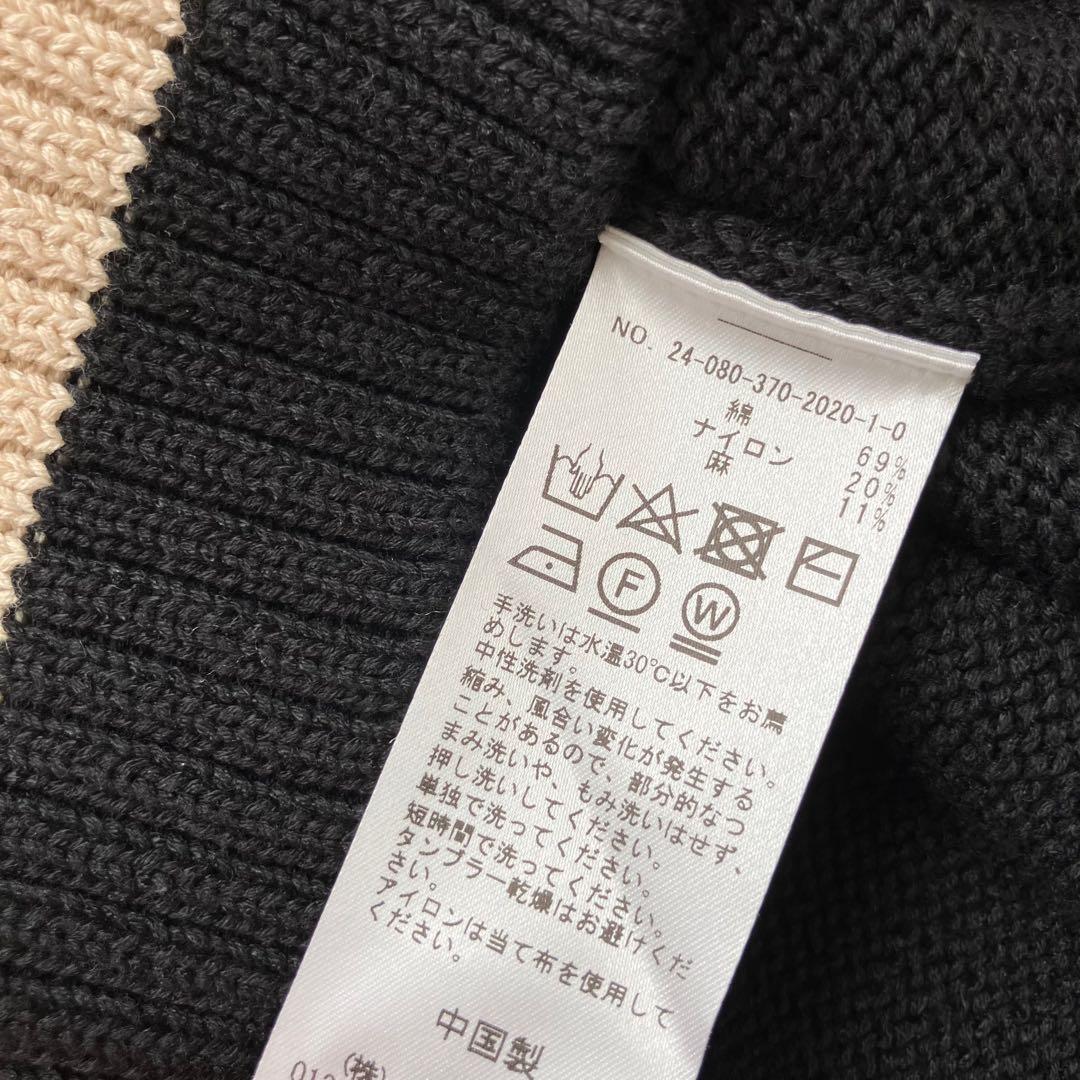 NO. 24-080-370-2020-1-0
綿 69%
ナイロン 20%
麻 11%
F W
手洗いは水温30℃以下をお薦
めします。
中性洗剤を使用してください。
縮み、風合い変化が発生する
ことがあるので、部分的なつ
まみ洗いや、もみ洗いはせず、
押し洗いしてください。
単独で洗ってください。
短時間で洗ってください。
タンブラー乾燥はお避けくだ
さい。
アイロンは当て布を使用して
ください。
中国製
(株)